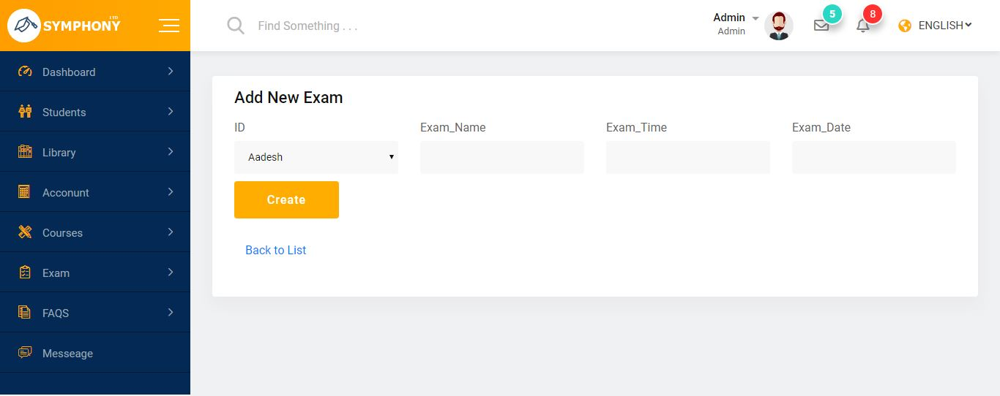 LTD
SYMPHONY
Find Something . . .
Admin
Admin
5
8
ENGLISH
Dashboard
Students
Library
Acconunt
Courses
Exam
FAQS
Messeage
Add New Exam
ID Exam_Name Exam_Time Exam_Date
Aadesh
Create
Back to List